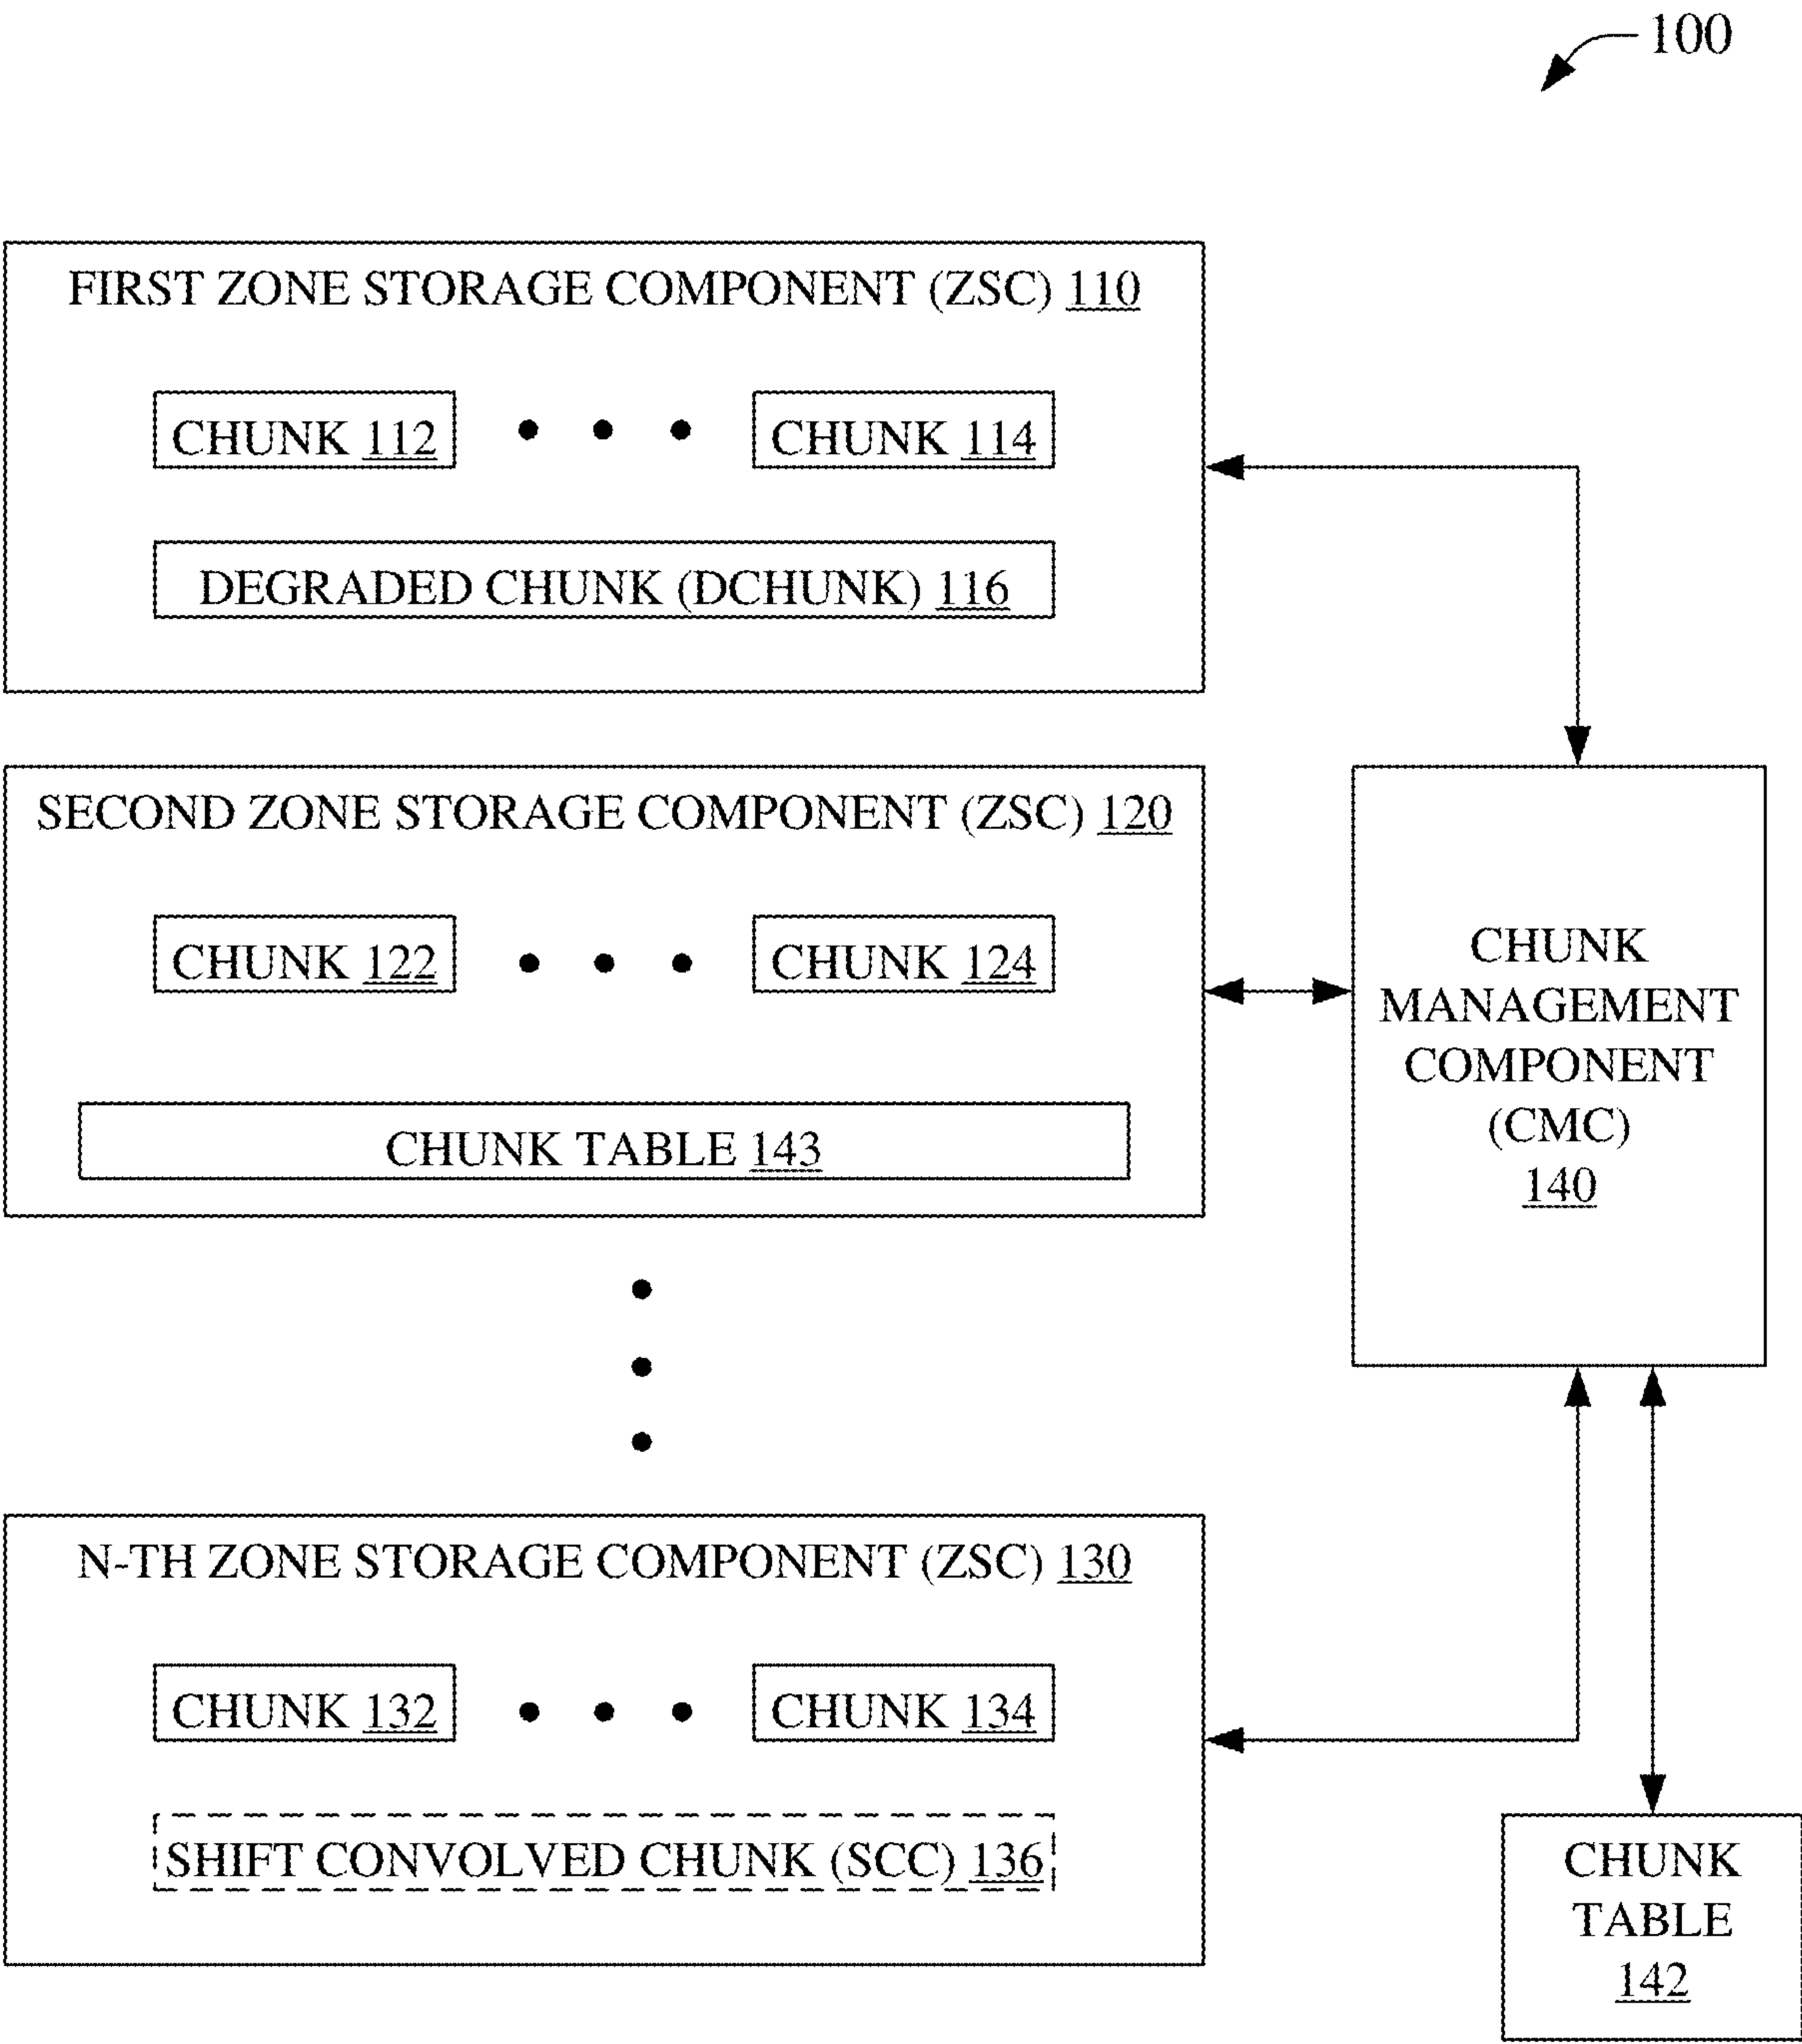 100
FIRST ZONE STORAGE COMPONENT (ZSC) 110
CHUNK 112
CHUNK 114
DEGRADED CHUNK (DCHUNK) 116
SECOND ZONE STORAGE COMPONENT (ZSC) 120
CHUNK 122
CHUNK 124
CHUNK TABLE 143
CHUNK
MANAGEMENT
COMPONENT
(CMC)
140
N-TH ZONE STORAGE COMPONENT (ZSC) 130
CHUNK 132
CHUNK 134
SHIFT CONVOLVED CHUNK (SCC) 136
CHUNK
TABLE
142